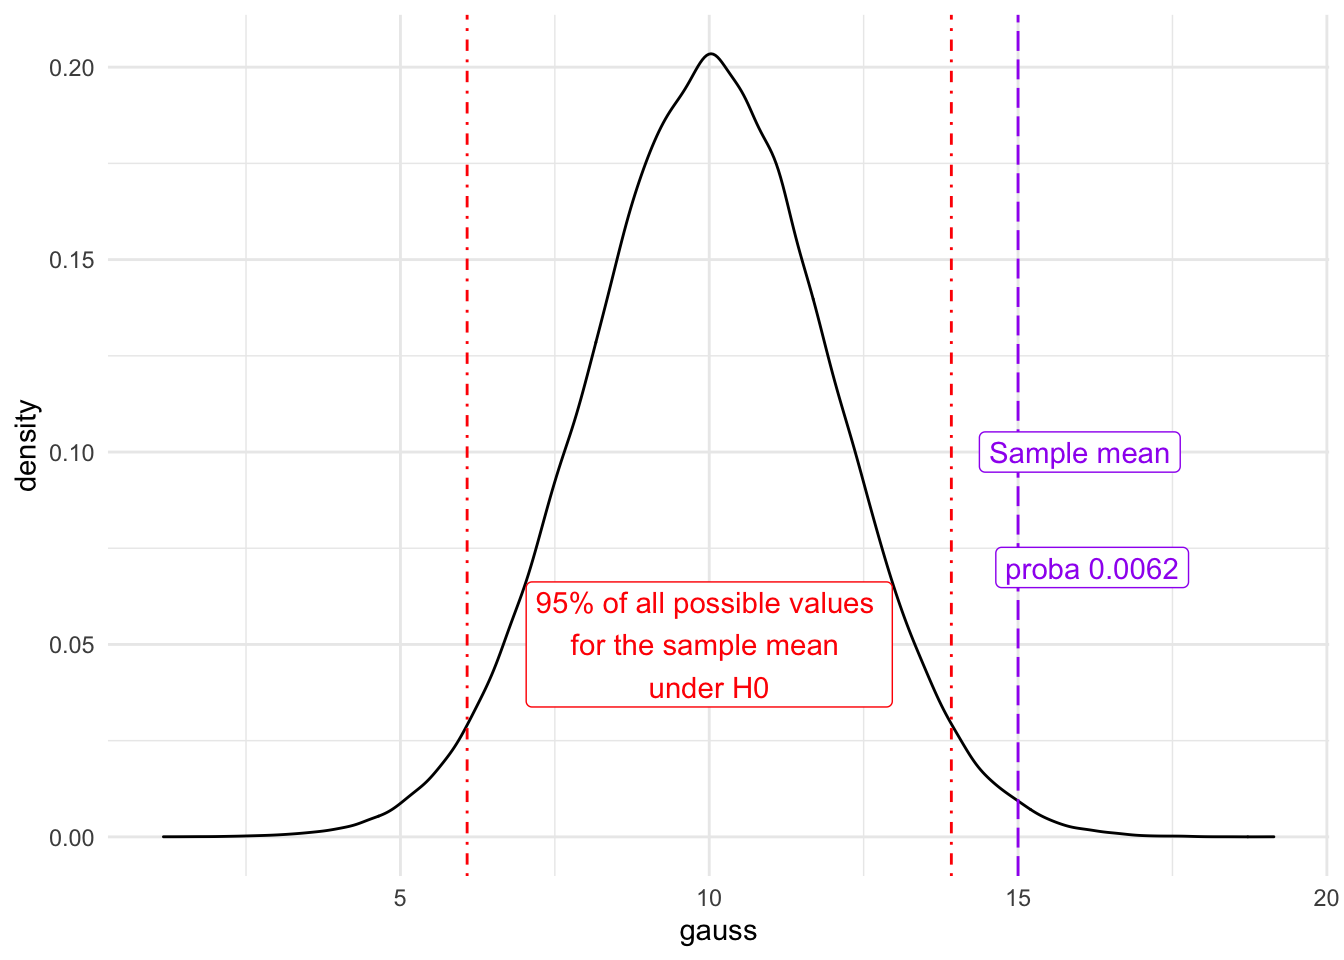 0.20
0.15
0.10
0.05
0.00
density
Sample mean
proba 0.0062
95% of all possible values
for the sample mean
under H0
5
10
15
20
gauss